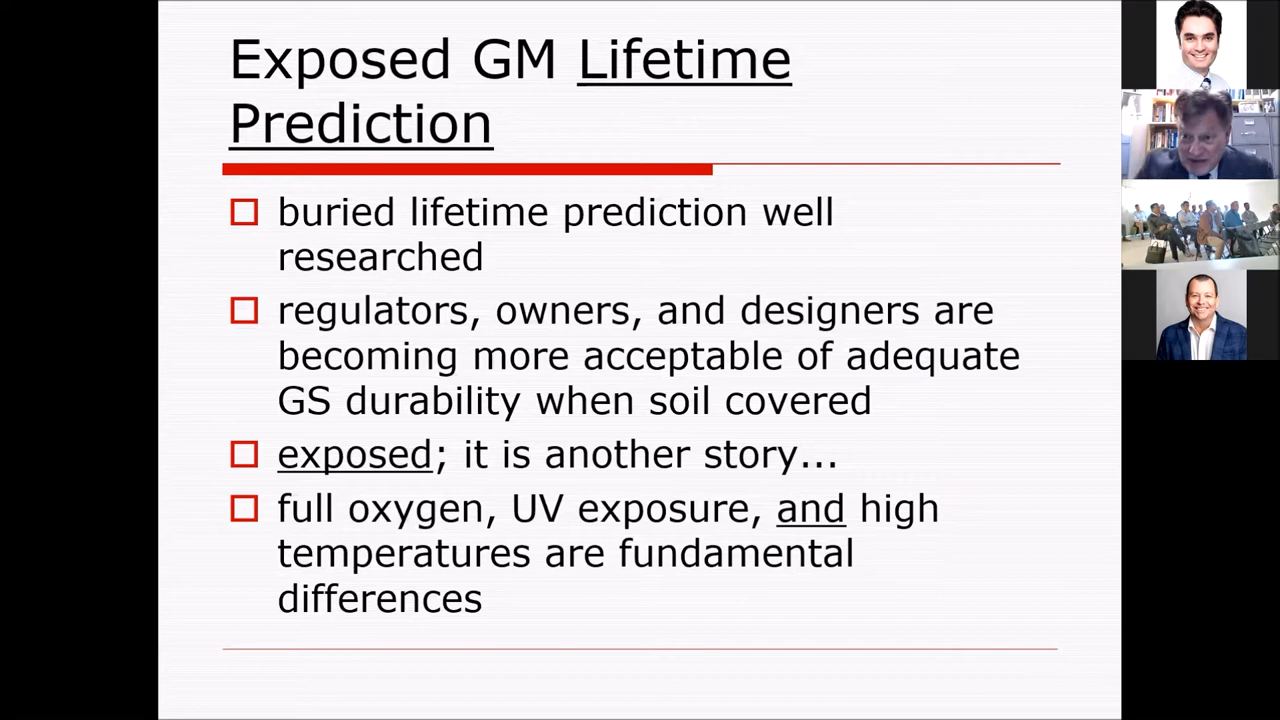 Exposed GM Lifetime
Prediction
buried lifetime prediction well
researched
regulators, owners, and designers are
becoming more acceptable of adequate
GS durability when soil covered
exposed; it is another story...
full oxygen, UV exposure, and high
temperatures are fundamental
differences